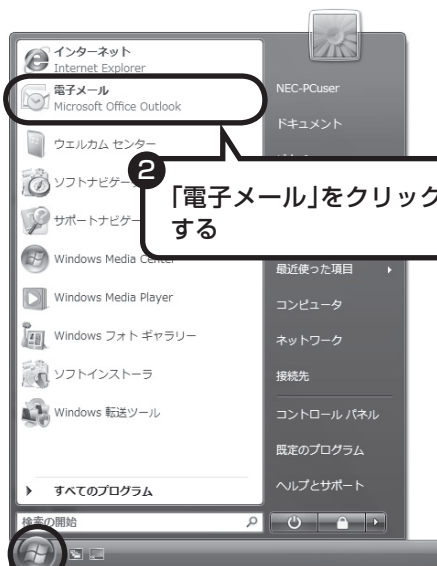 インターネット
Internet Explorer
電子メール
Microsoft Office Outlook
ウェルカム センター
ソフトナビゲー
サポートナビゲー
Windows Media Center
Windows Media Player
Windows フォト ギャラリー
ソフトインストーラ
Windows 転送ツール
すべてのプログラム
検索の開始
NEC-PCuser
ドキュメント
最近使った項目
コンピュータ
ネットワーク
接続先
コントロール パネル
既定のプログラム
ヘルプとサポート
2
「電子メール」をクリック
する